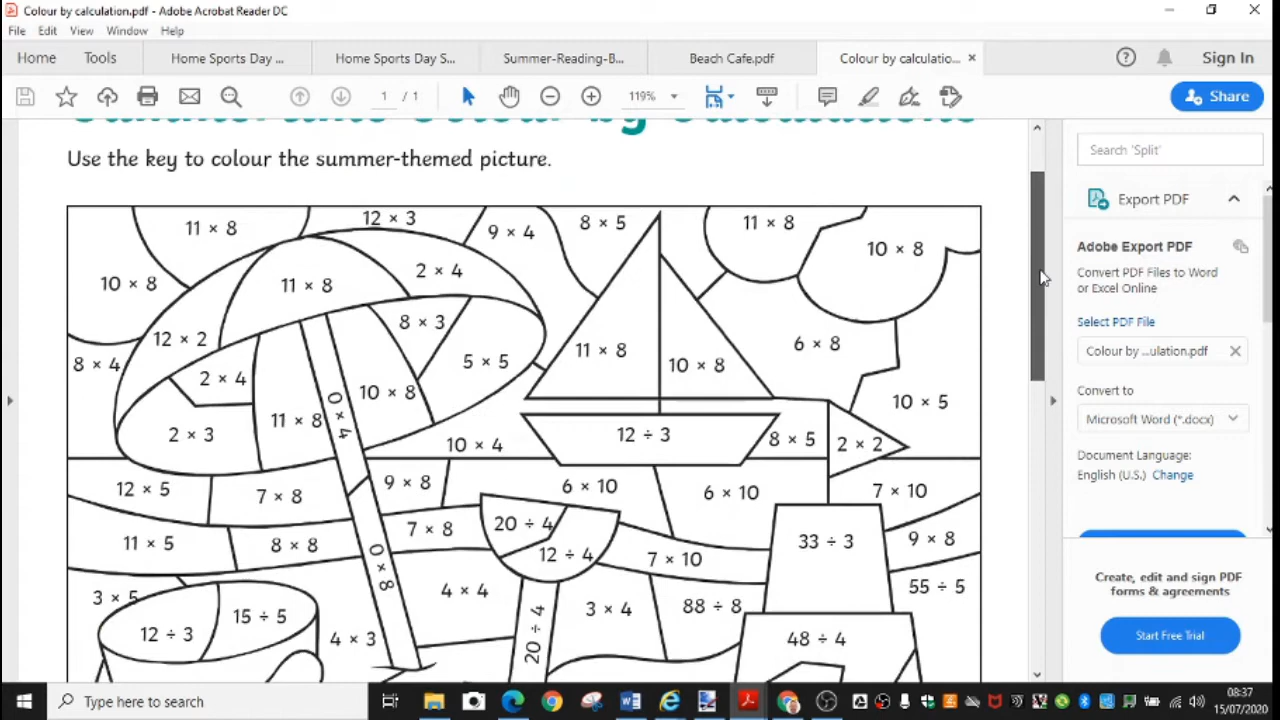 Colour by calculation.pdf - Adobe Acrobat Reader DC
File Edit View Window Help
Home Tools Home Sports Day ... Home Sports Day S... Summer-Reading-B... Beach Cafe.pdf Colour by calculatio... × Sign In
1 / 1 119% Share
Use the key to colour the summer-themed picture.
11 × 8
12 × 3
9 × 4
8 × 5
11 × 8
10 × 8
10 × 8
11 × 8
2 × 4
12 × 2
8 × 3
11 × 8
10 × 8
6 × 8
8 × 4
2 × 4
10 × 8
5 × 5
10 × 5
2 × 3
11 × 8
0 × 4
10 × 4
12 ÷ 3
8 × 5
2 × 2
12 × 5
7 × 8
9 × 8
6 × 10
6 × 10
7 × 10
11 × 5
8 × 8
7 × 8
20 ÷ 4
12 ÷ 4
7 × 10
33 ÷ 3
9 × 8
0 × 8
3 × 5
4 × 4
3 × 4
88 ÷ 8
55 ÷ 5
12 ÷ 3
15 ÷ 5
4 × 3
20 ÷ 4
48 ÷ 4
Search 'Split'
Export PDF
Adobe Export PDF
Convert PDF Files to Word
or Excel Online
Select PDF File
Colour by ...ulation.pdf
Convert to
Microsoft Word (*.docx)
Document Language:
English (U.S.) Change
Create, edit and sign PDF
forms & agreements
Start Free Trial
Type here to search
08:37
15/07/2020